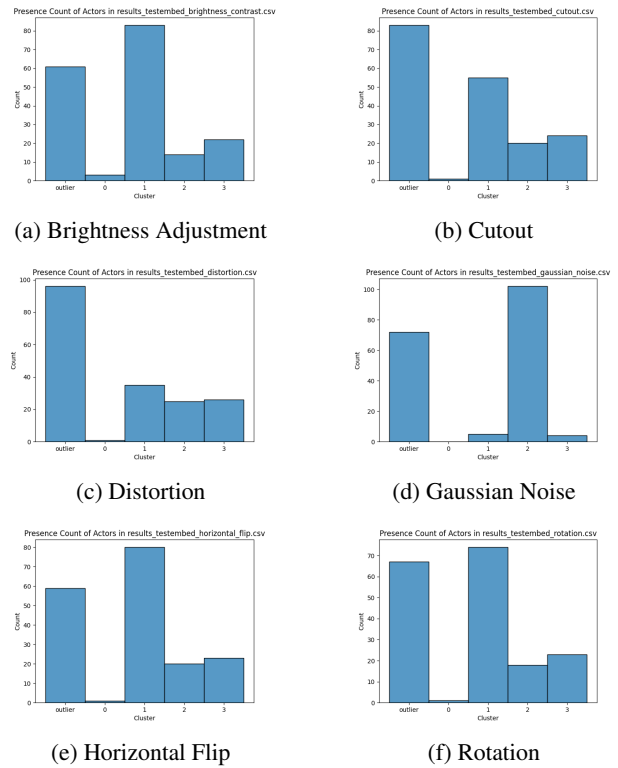 Presence Count of Actors in results_testembed_brightness_contrast.csv
80
70
60
50
40
30
20
10
0
Count
outlier 0 1 2 3
Cluster
(a) Brightness Adjustment
Presence Count of Actors in results_testembed_cutout.csv
80
70
60
50
40
30
20
10
0
Count
outlier 0 1 2 3
Cluster
(b) Cutout
Presence Count of Actors in results_testembed_distortion.csv
100
80
60
40
20
0
Count
outlier 0 1 2 3
Cluster
(c) Distortion
Presence Count of Actors in results_testembed_gaussian_noise.csv
100
80
60
40
20
0
Count
outlier 0 1 2 3
Cluster
(d) Gaussian Noise
Presence Count of Actors in results_testembed_horizontal_flip.csv
80
70
60
50
40
30
20
10
0
Count
outlier 0 1 2 3
Cluster
(e) Horizontal Flip
Presence Count of Actors in results_testembed_rotation.csv
70
60
50
40
30
20
10
0
Count
outlier 0 1 2 3
Cluster
(f) Rotation